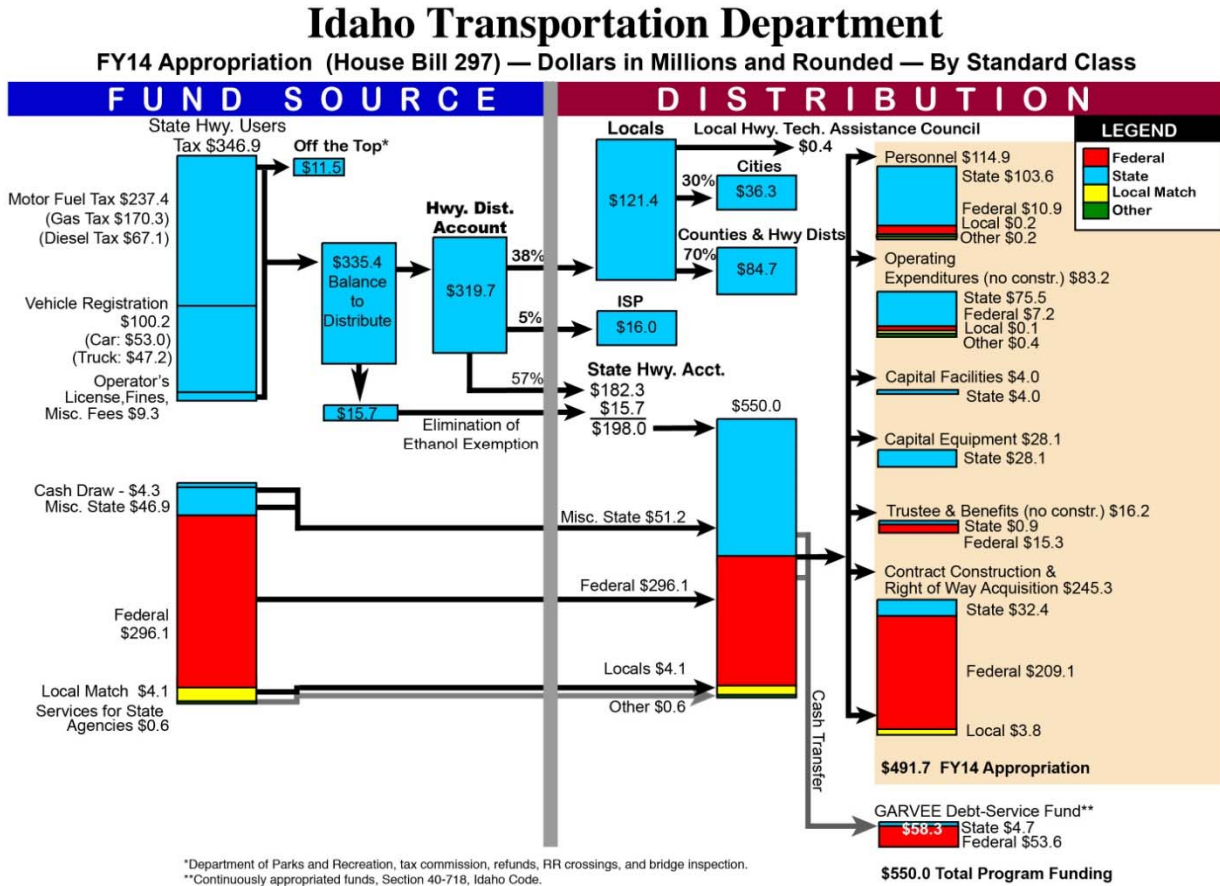 Idaho Transportation Department
FY14 Appropriation (House Bill 297) — Dollars in Millions and Rounded — By Standard Class
FUND SOURCE
DISTRIBUTION
State Hwy. Users
Tax $346.9
Off the Top*
$11.5
Motor Fuel Tax $237.4
(Gas Tax $170.3)
(Diesel Tax $67.1)
Vehicle Registration
$100.2
(Car: $53.0)
(Truck: $47.2)
Operator's
License,Fines,
Misc. Fees $9.3
$335.4
Balance
to
Distribute
$15.7
Hwy. Dist.
Account
$319.7
38%
5%
57%
Elimination of
Ethanol Exemption
Cash Draw - $4.3
Misc. State $46.9
Federal
$296.1
Local Match $4.1
Services for State
Agencies $0.6
Locals
$121.4
Local Hwy. Tech. Assistance Council
$0.4
30%
Cities
$36.3
Counties & Hwy Dists
70%
$84.7
ISP
$16.0
State Hwy. Acct.
$182.3
$15.7
$198.0
$550.0
Misc. State $51.2
Federal $296.1
Locals $4.1
Other $0.6
Cash Transfer
LEGEND
Federal
State
Local Match
Other
Personnel $114.9
State $103.6
Federal $10.9
Local $0.2
Other $0.2
Operating
Expenditures (no constr.) $83.2
State $75.5
Federal $7.2
Local $0.1
Other $0.4
Capital Facilities $4.0
State $4.0
Capital Equipment $28.1
State $28.1
Trustee & Benefits (no constr.) $16.2
State $0.9
Federal $15.3
Contract Construction &
Right of Way Acquisition $245.3
State $32.4
Federal $209.1
Local $3.8
$491.7 FY14 Appropriation
GARVEE Debt-Service Fund**
$58.3
State $4.7
Federal $53.6
$550.0 Total Program Funding
*Department of Parks and Recreation, tax commission, refunds, RR crossings, and bridge inspection.
**Continuously appropriated funds, Section 40-718, Idaho Code.